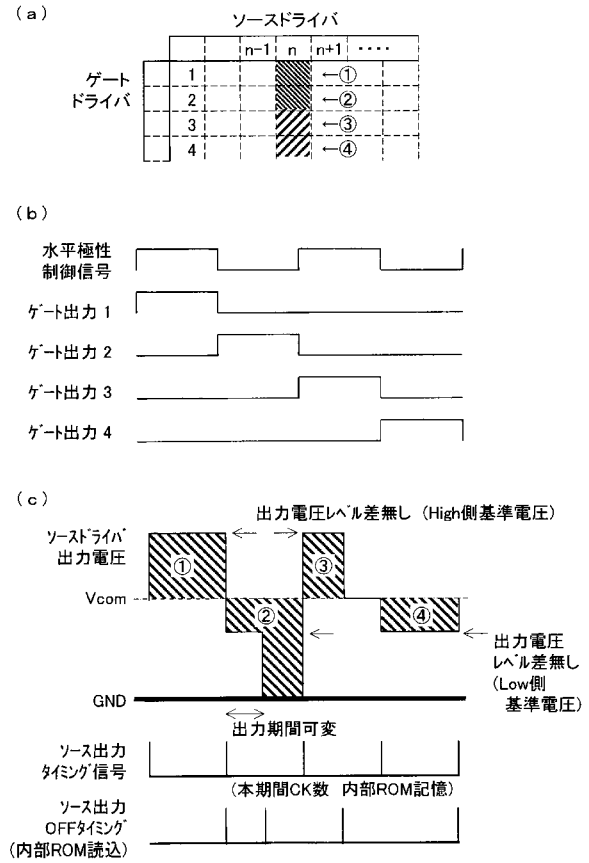 (a)
ソースドライバ
n-1 n n+1 ····
ゲート
ドライバ
1 ←①
2 ←②
3 ←③
4 ←④
(b)
水平極性
制御信号
ゲート出力 1
ゲート出力 2
ゲート出力 3
ゲート出力 4
(c)
出力電圧レベル差無し (High側基準電圧)
ソースドライバ
出力電圧
① ③
Vcom
② ④
出力電圧
レベル差無し
(Low側
基準電圧)
GND
出力期間可変
ソース出力
タイミング信号
(本期間CK数 内部ROM記憶)
ソース出力
OFFタイミング
(内部ROM読込)